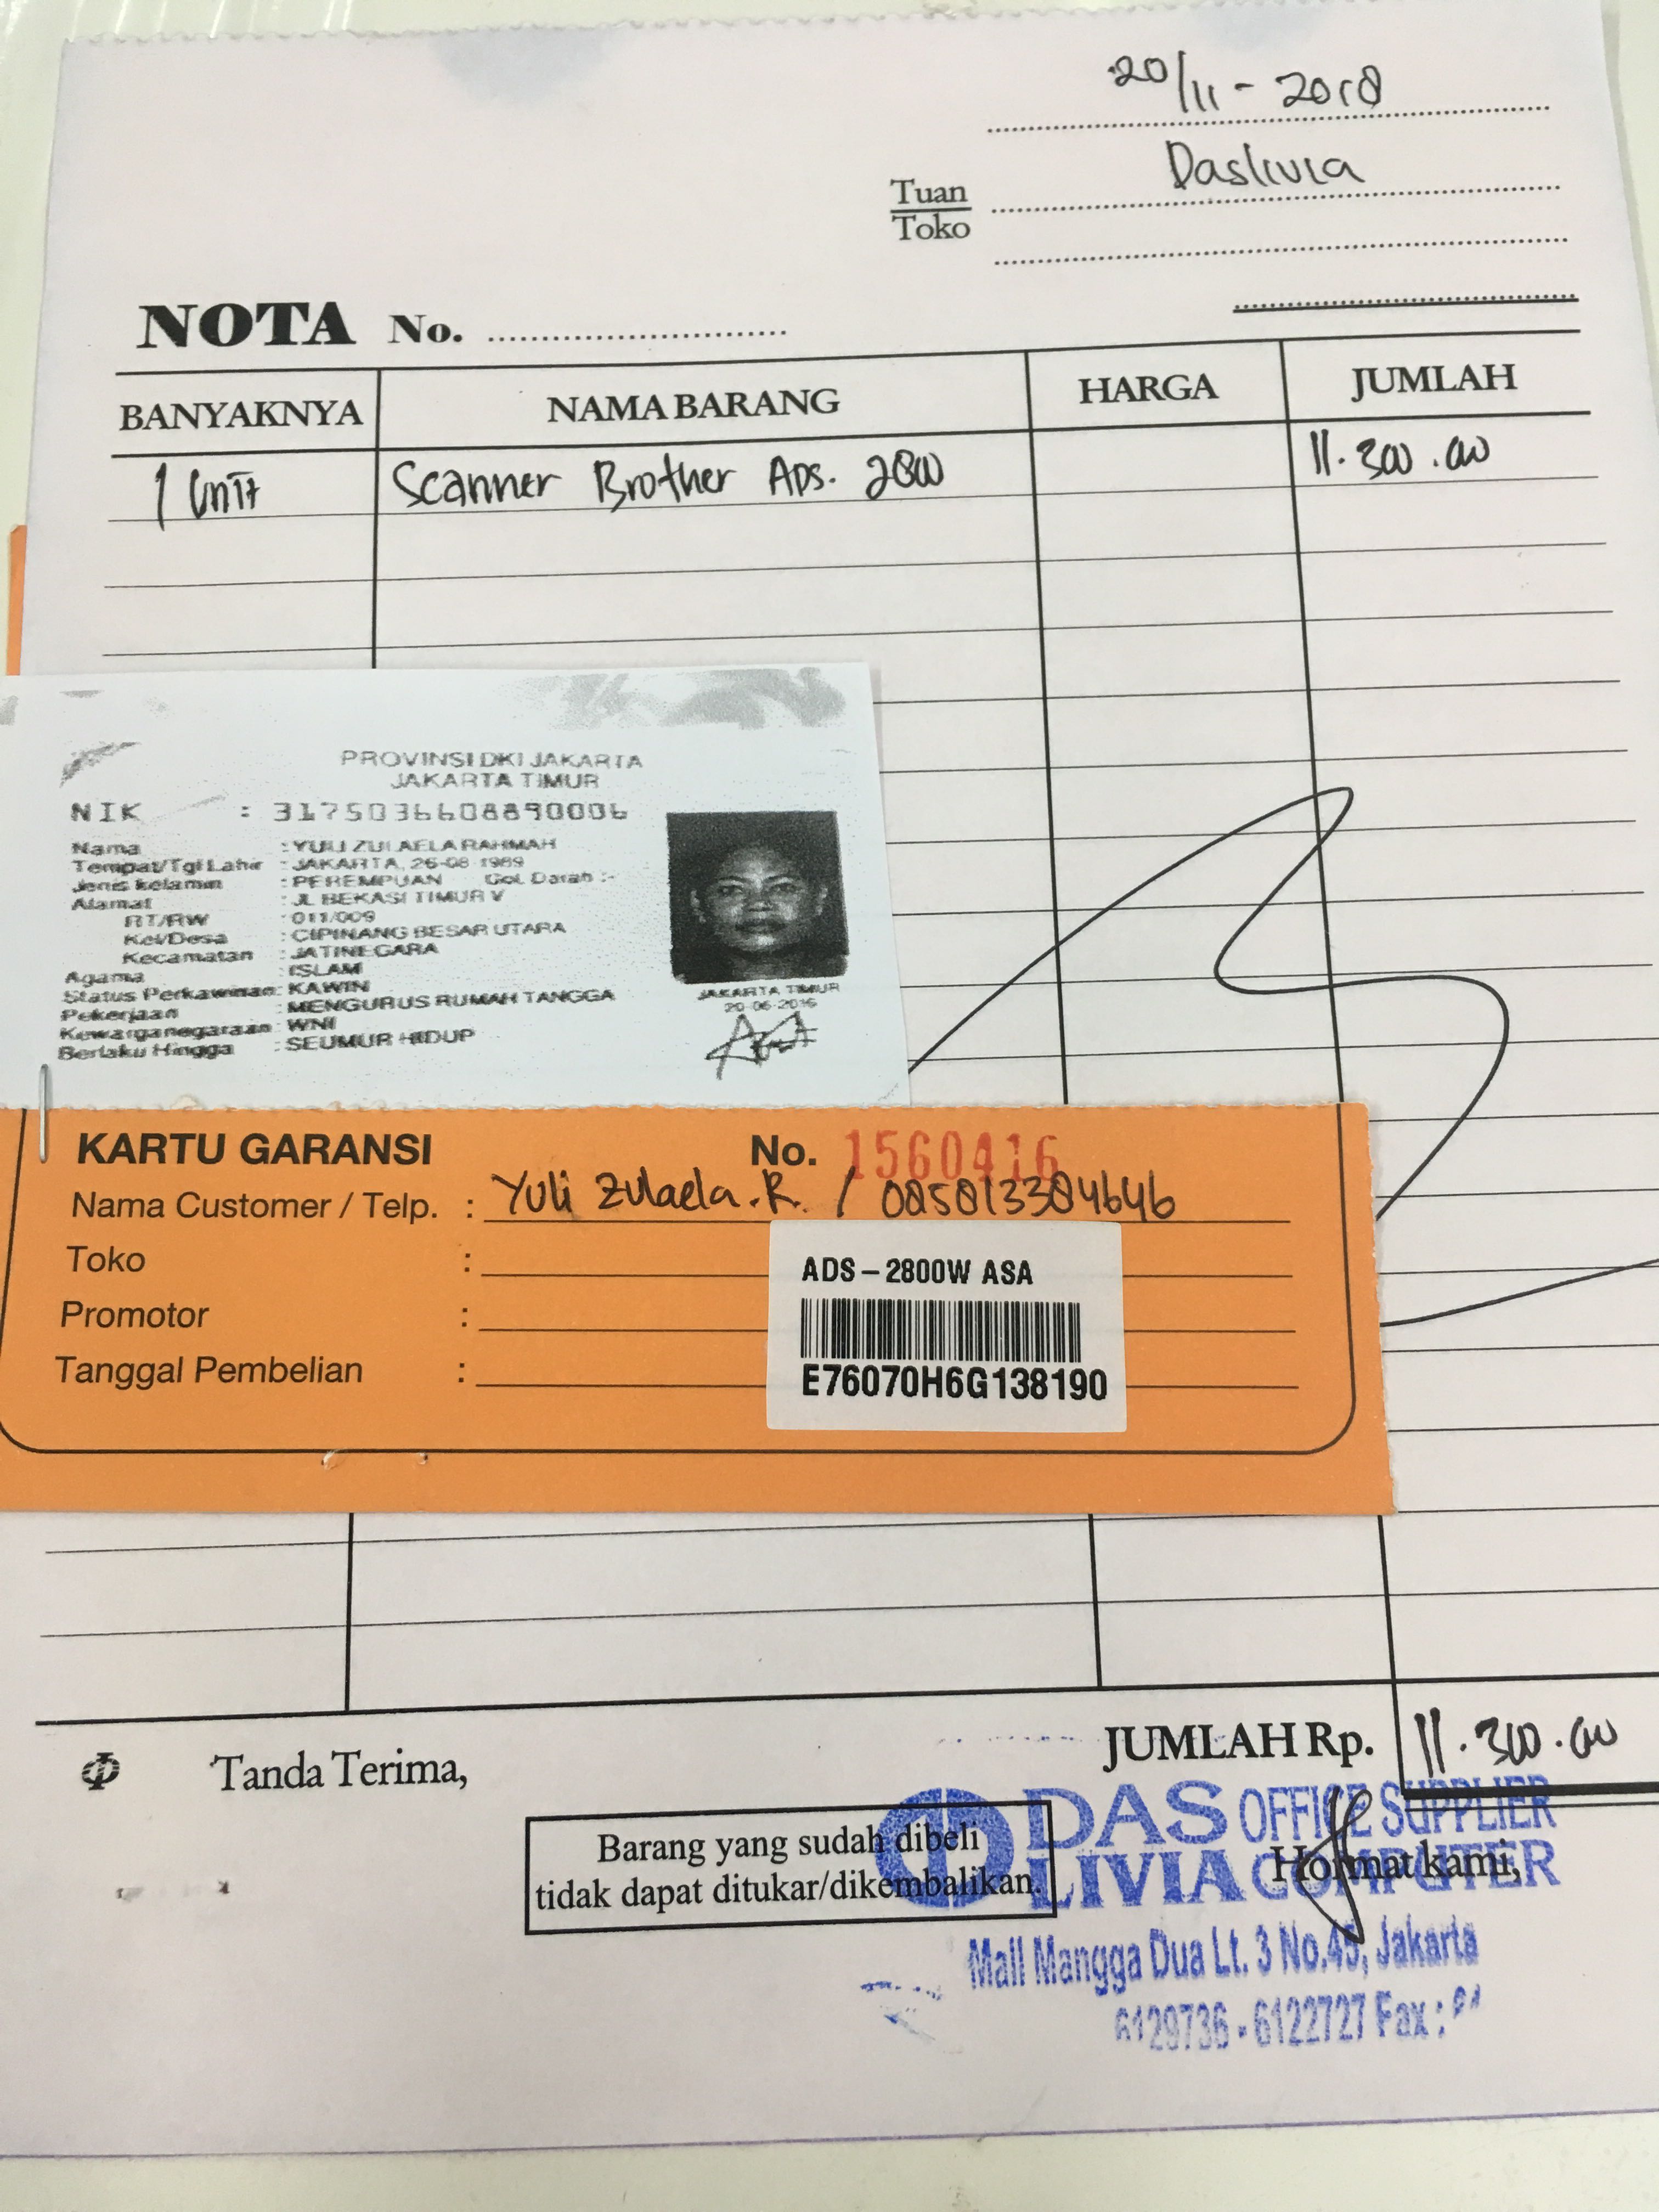 20/11 - 2018
Tuan
Toko
Daslivia
NOTA No.
BANYAKNYA NAMA BARANG HARGA JUMLAH
1 Unit Scanner Brother Ads. 2800 11.300.000
PROVINSI DKI JAKARTA
JAKARTA TIMUR
NIK : 3175036608890006
Nama : YULI ZULAELA RAHMAH
Tempat/Tgl Lahir : JAKARTA, 26-08-1989
Jenis kelamin : PEREMPUAN Gol. Darah :-
Alamat : JL BEKASI TIMUR V
RT/RW : 011/009
Kel/Desa : CIPINANG BESAR UTARA
Kecamatan : JATINEGARA
Agama : ISLAM
Status Perkawinan: KAWIN
Pekerjaan : MENGURUS RUMAH TANGGA
Kewarganegaraan : WNI
Berlaku Hingga : SEUMUR HIDUP
JAKARTA TIMUR
20-06-2016
KARTU GARANSI No. 1560416
Nama Customer / Telp. : Yuli Zulaela.R. / 085813384646
Toko :
Promotor :
Tanggal Pembelian :
ADS-2800W ASA
E76070H6G138190
JUMLAH Rp. 11.300.000
Tanda Terima,
Barang yang sudah dibeli
tidak dapat ditukar/dikembalikan.
Hormat kami,
DAS OFFICE SUPPLIER
LIVIA COMPUTER
Mall Mangga Dua Lt. 3 No.45, Jakarta
6129736 - 6122727 Fax :